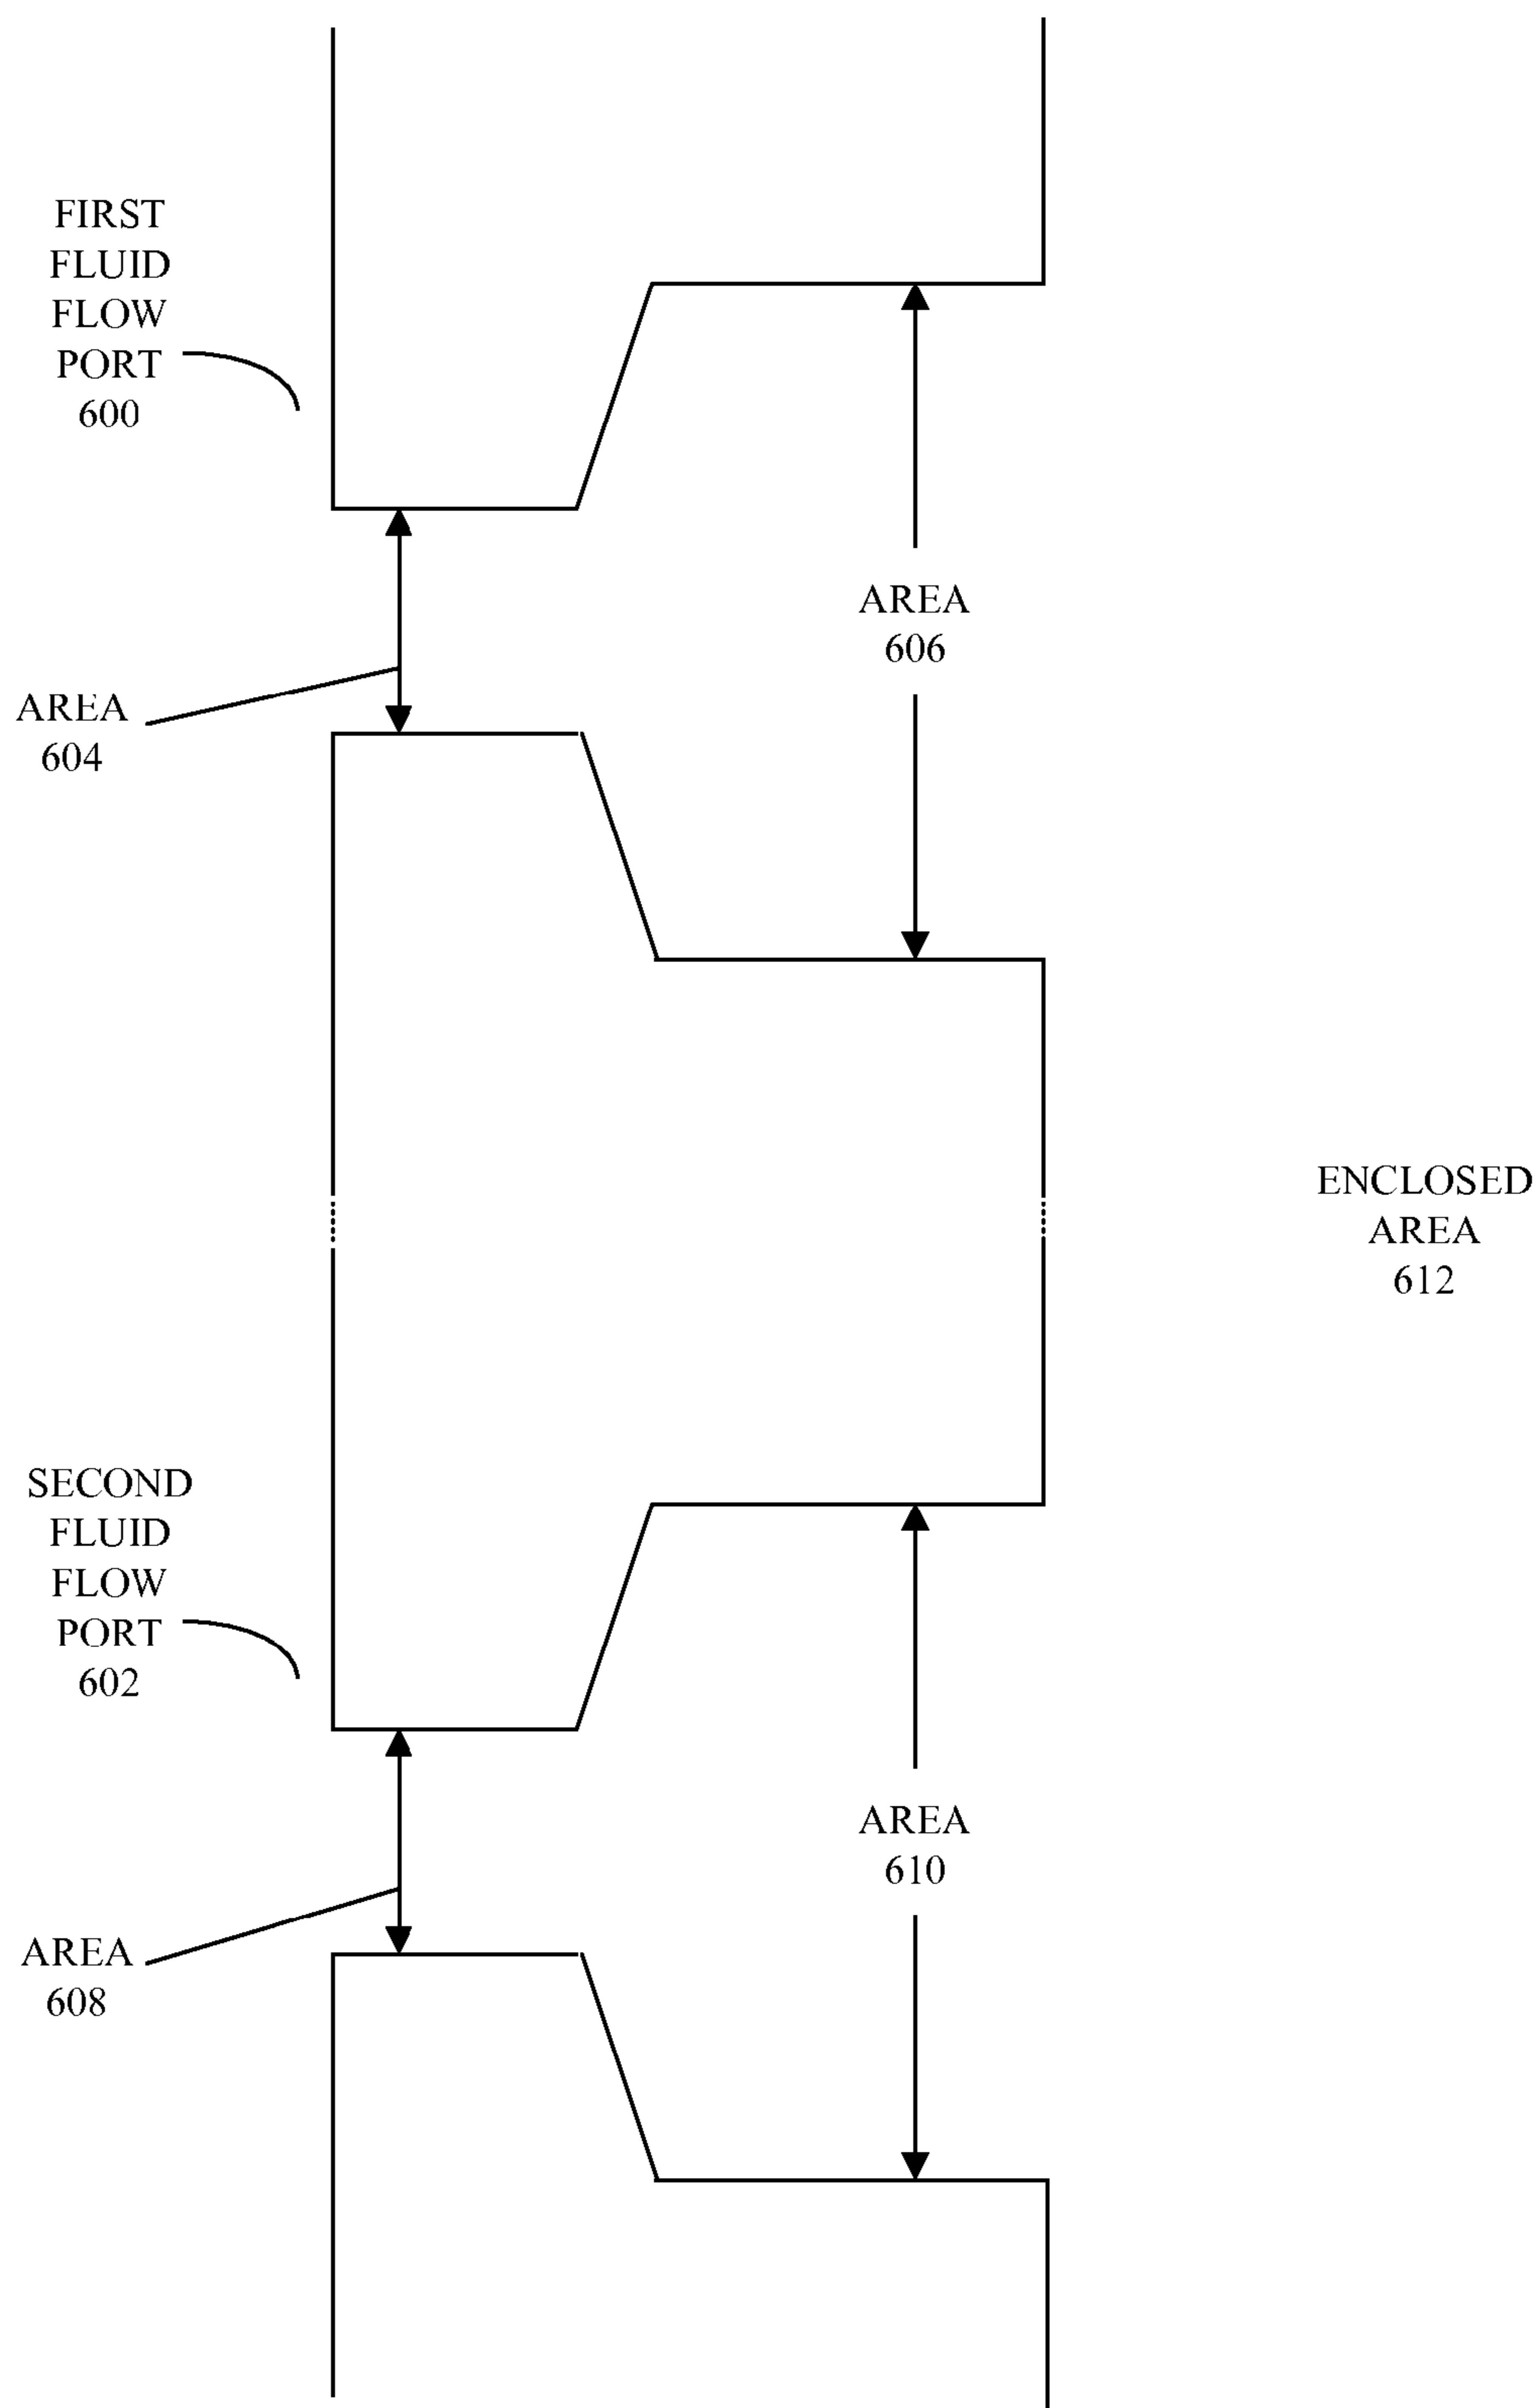 FIRST
FLUID
FLOW
PORT
600
AREA
606
AREA
604
ENCLOSED
AREA
612
SECOND
FLUID
FLOW
PORT
602
AREA
610
AREA
608